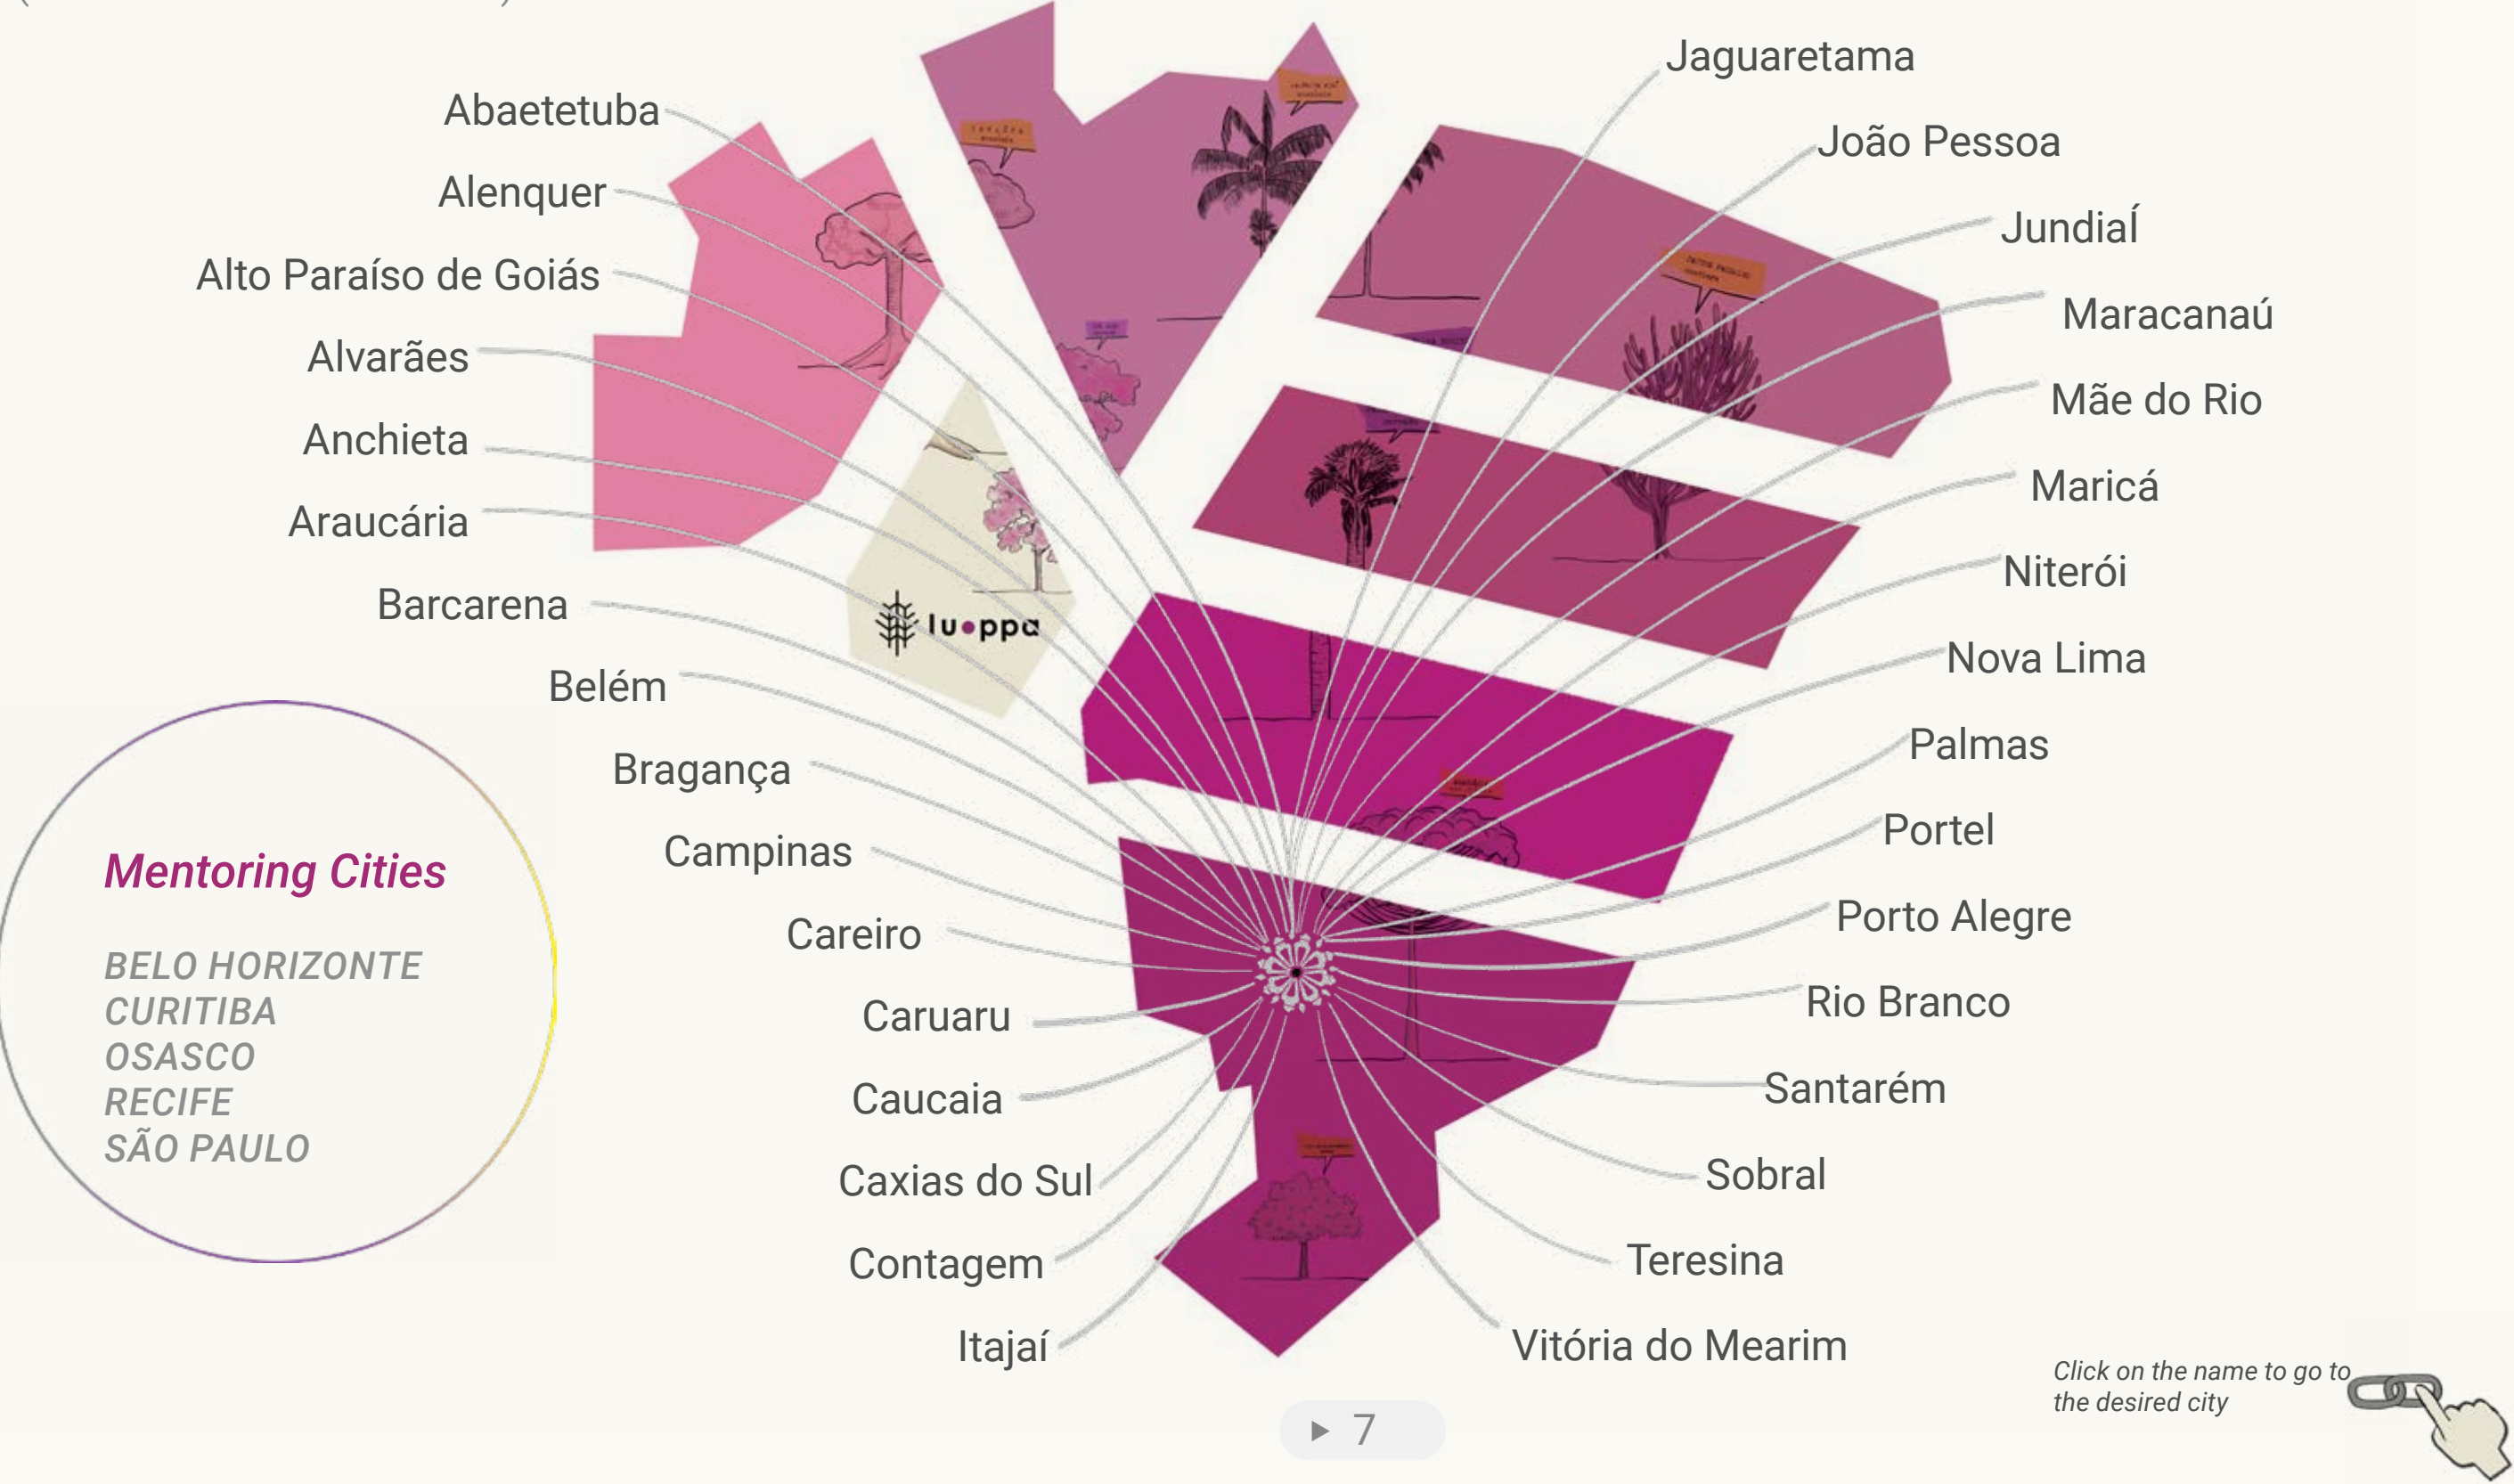 Abaetetuba
Alenquer
Alto Paraíso de Goiás
Alvarães
Anchieta
Araucária
Barcarena
Belém
Bragança
Campinas
Careiro
Caruaru
Caucaia
Caxias do Sul
Contagem
Itajaí
luppa
Jaguaretama
João Pessoa
JundiaÍ
Maracanaú
Mãe do Rio
Maricá
Niterói
Nova Lima
Palmas
Portel
Porto Alegre
Rio Branco
Santarém
Sobral
Teresina
Vitória do Mearim
Mentoring Cities
BELO HORIZONTE
CURITIBA
OSASCO
RECIFE
SÃO PAULO
Click on the name to go to
the desired city
7